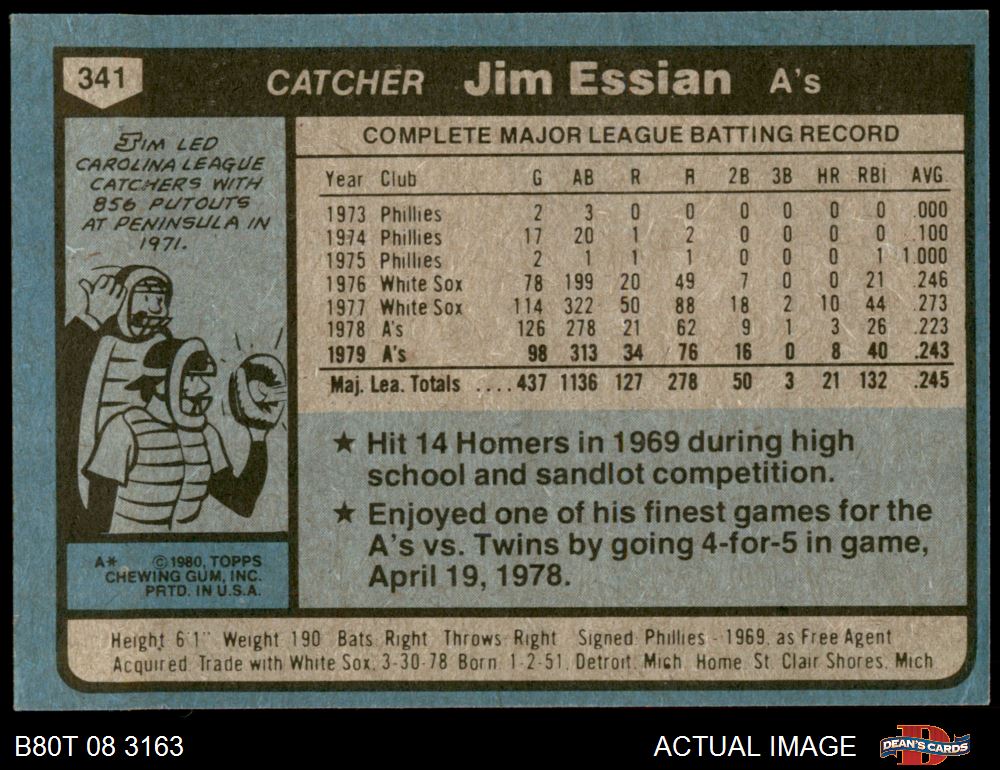 341 CATCHER Jim Essian A's
JIM LED
CAROLINA LEAGUE
CATCHERS WITH
856 PUTOUTS
AT PENINSULA IN
1971.
COMPLETE MAJOR LEAGUE BATTING RECORD
Year Club G AB R H 2B 3B HR RBI AVG.
1973 Phillies 2 3 0 0 0 0 0 0 .000
1974 Phillies 17 20 1 2 0 0 0 0 .100
1975 Phillies 2 1 1 1 0 0 0 1 1.000
1976 White Sox 78 199 20 49 7 0 0 21 .246
1977 White Sox 114 322 50 88 18 2 10 44 .273
1978 A's 126 278 21 62 9 1 3 26 .223
1979 A's 98 313 34 76 16 0 8 40 .243
Maj. Lea. Totals ....437 1136 127 278 50 3 21 132 .245
★ Hit 14 Homers in 1969 during high
school and sandlot competition.
★ Enjoyed one of his finest games for the
A's vs. Twins by going 4-for-5 in game,
April 19, 1978.
A* ©1980, TOPPS
CHEWING GUM, INC.
PRTD. IN U.S.A.
Height 6'1" Weight 190 Bats Right Throws Right Signed Phillies - 1969, as Free Agent
Acquired Trade with White Sox, 3-30-78 Born 1-2-51, Detroit, Mich. Home St. Clair Shores, Mich
B80T 08 3163 ACTUAL IMAGE D DEAN'S CARDS